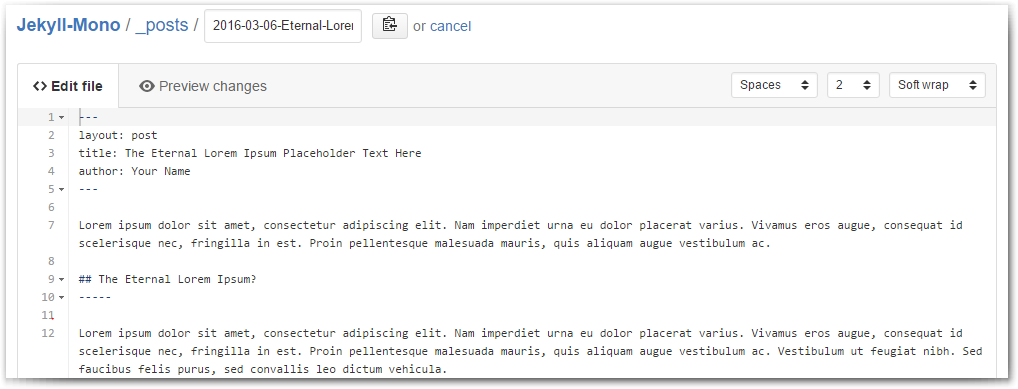 Jekyll-Mono / _posts / 2016-03-06-Eternal-Lorer or cancel
Edit file Preview changes Spaces 2 Soft wrap
1 ---
2 layout: post
3 title: The Eternal Lorem Ipsum Placeholder Text Here
4 author: Your Name
5 ---
6
7 Lorem ipsum dolor sit amet, consectetur adipiscing elit. Nam imperdiet urna eu dolor placerat varius. Vivamus eros augue, consequat id
scelerisque nec, fringilla in est. Proin pellentesque malesuada mauris, quis aliquam augue vestibulum ac.
8
9 ## The Eternal Lorem Ipsum?
10 -----
11
12 Lorem ipsum dolor sit amet, consectetur adipiscing elit. Nam imperdiet urna eu dolor placerat varius. Vivamus eros augue, consequat id
scelerisque nec, fringilla in est. Proin pellentesque malesuada mauris, quis aliquam augue vestibulum ac. Vestibulum ut feugiat nibh. Sed
faucibus felis purus, sed convallis leo dictum vehicula.